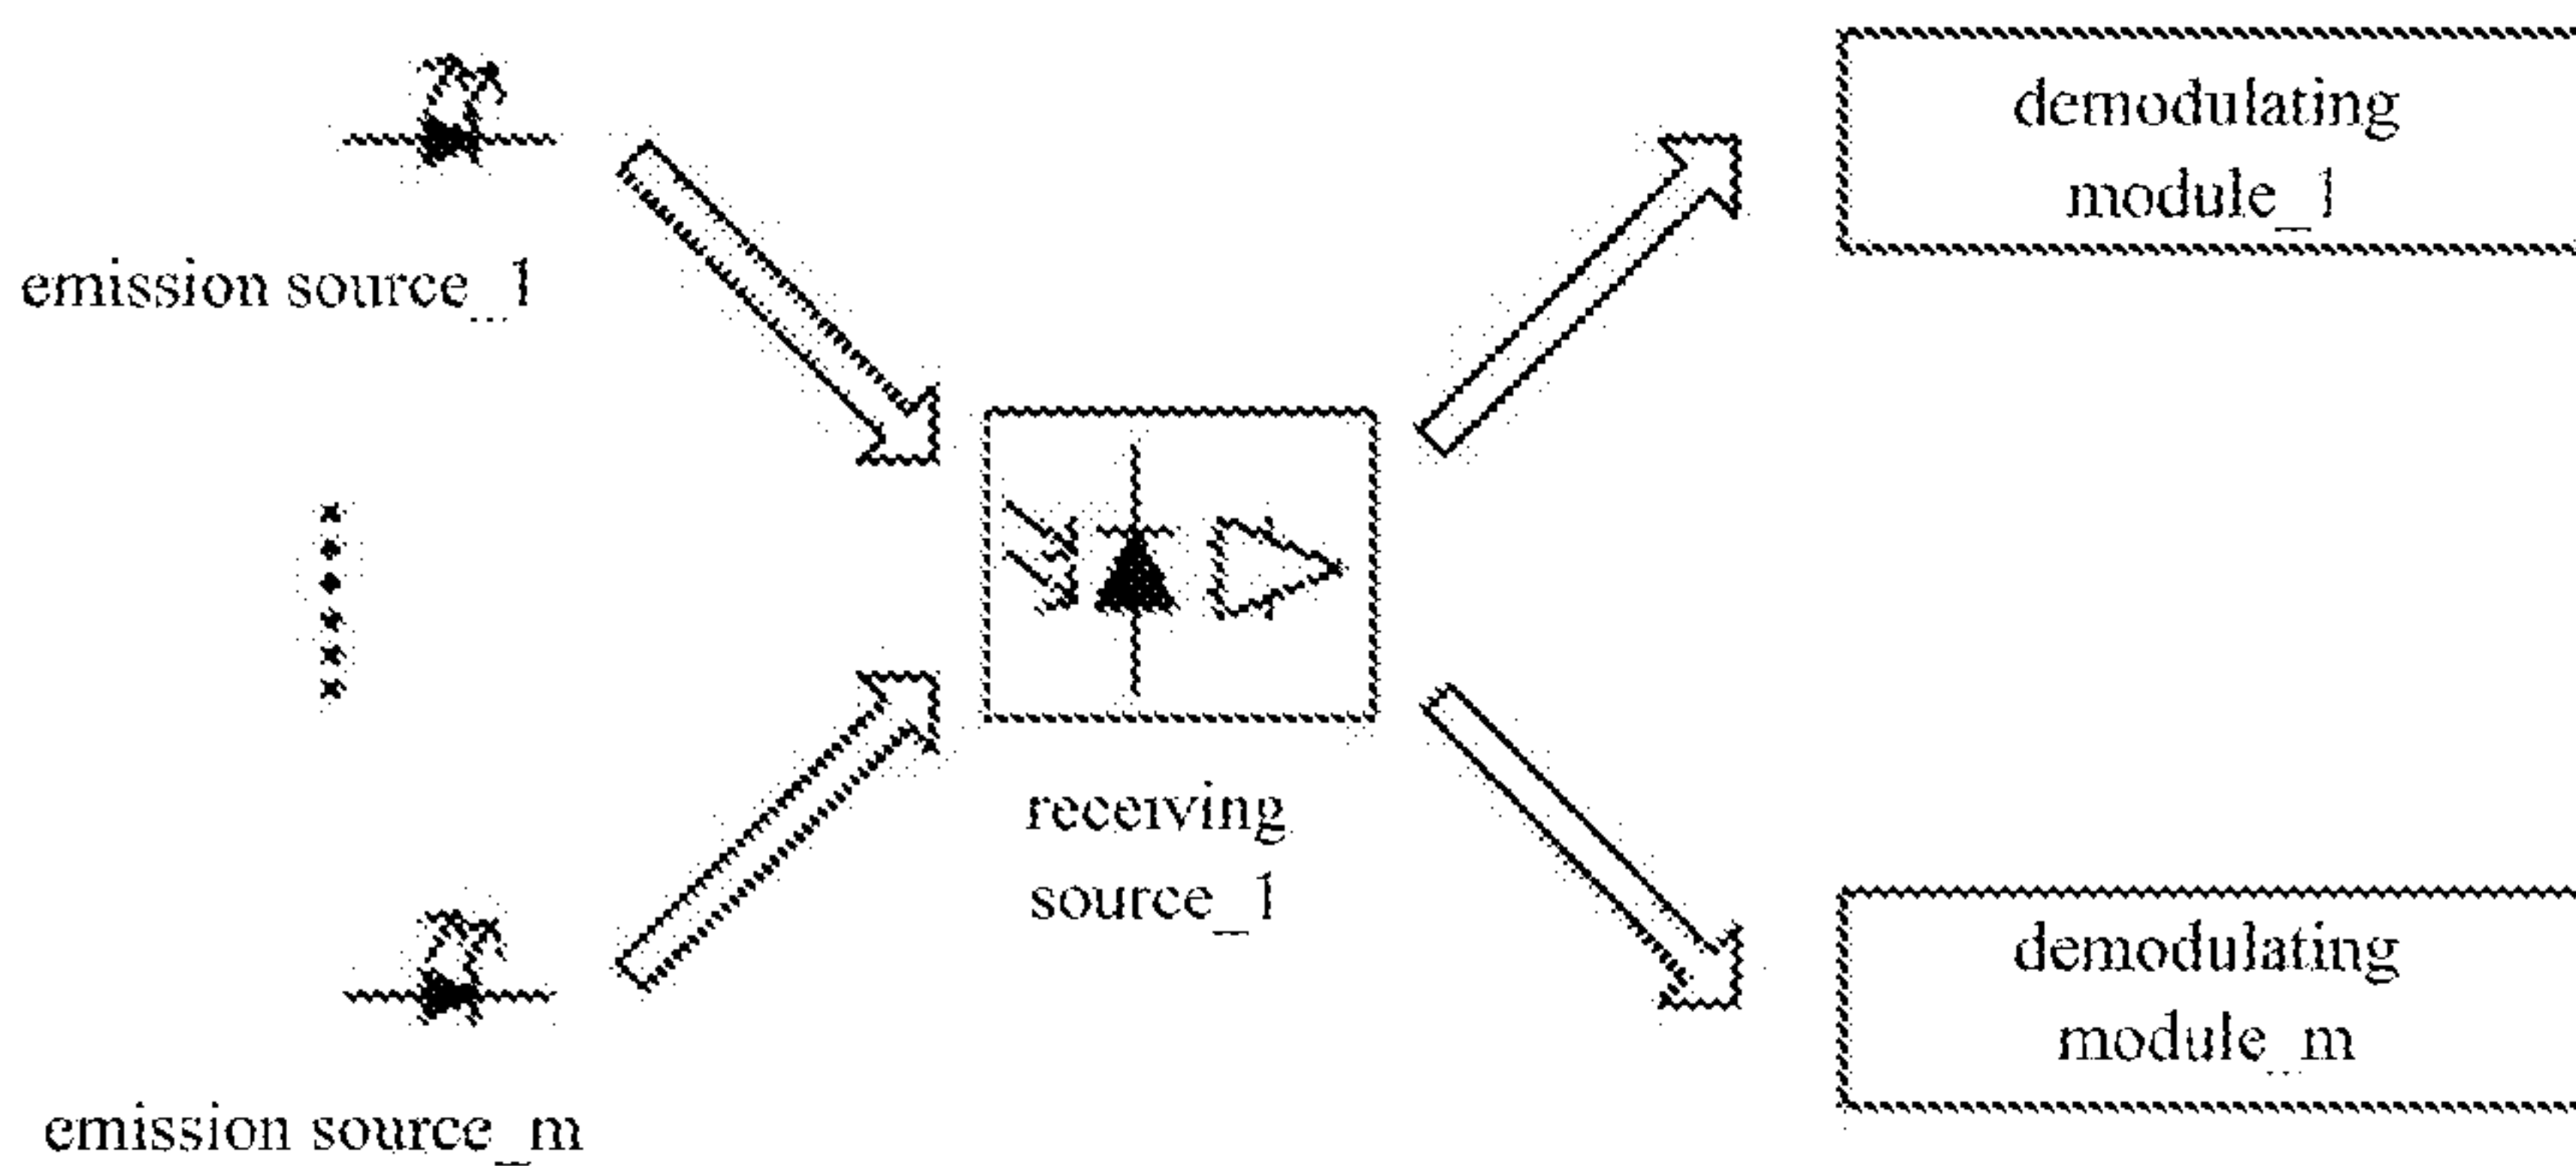 demodulating
module_1
emission source_1
receiving
source_1
demodulating
module_m
emission source_m